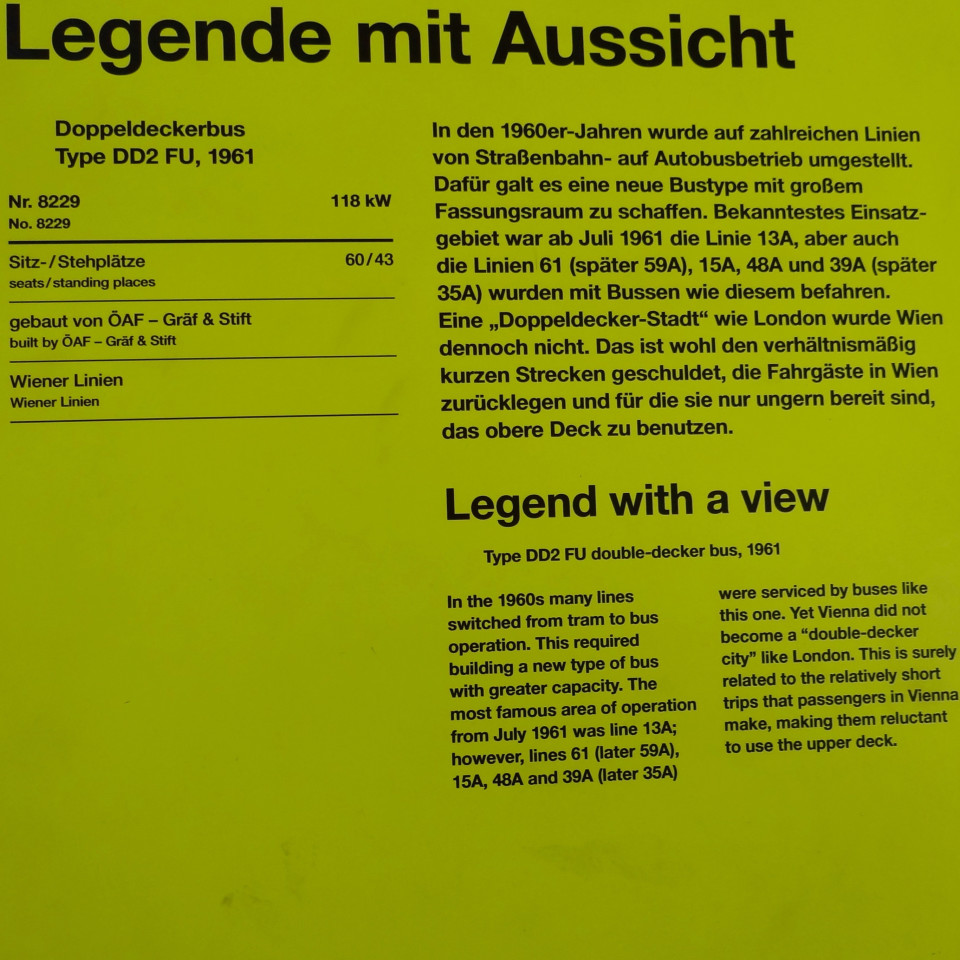 Legende mit Aussicht
Doppeldeckerbus
Type DD2 FU, 1961
Nr. 8229 118 kW
No. 8229
Sitz-/Stehplätze 60/43
seats/standing places
gebaut von ÖAF – Gräf & Stift
built by ÖAF – Gräf & Stift
Wiener Linien
Wiener Linien
In den 1960er-Jahren wurde auf zahlreichen Linien
von Straßenbahn- auf Autobusbetrieb umgestellt.
Dafür galt es eine neue Bustype mit großem
Fassungsraum zu schaffen. Bekanntestes Einsatz-
gebiet war ab Juli 1961 die Linie 13A, aber auch
die Linien 61 (später 59A), 15A, 48A und 39A (später
35A) wurden mit Bussen wie diesem befahren.
Eine „Doppeldecker-Stadt“ wie London wurde Wien
dennoch nicht. Das ist wohl den verhältnismäßig
kurzen Strecken geschuldet, die Fahrgäste in Wien
zurücklegen und für die sie nur ungern bereit sind,
das obere Deck zu benutzen.
Legend with a view
Type DD2 FU double-decker bus, 1961
In the 1960s many lines
switched from tram to bus
operation. This required
building a new type of bus
with greater capacity. The
most famous area of operation
from July 1961 was line 13A;
however, lines 61 (later 59A),
15A, 48A and 39A (later 35A)
were serviced by buses like
this one. Yet Vienna did not
become a “double-decker
city” like London. This is surely
related to the relatively short
trips that passengers in Vienna
make, making them reluctant
to use the upper deck.